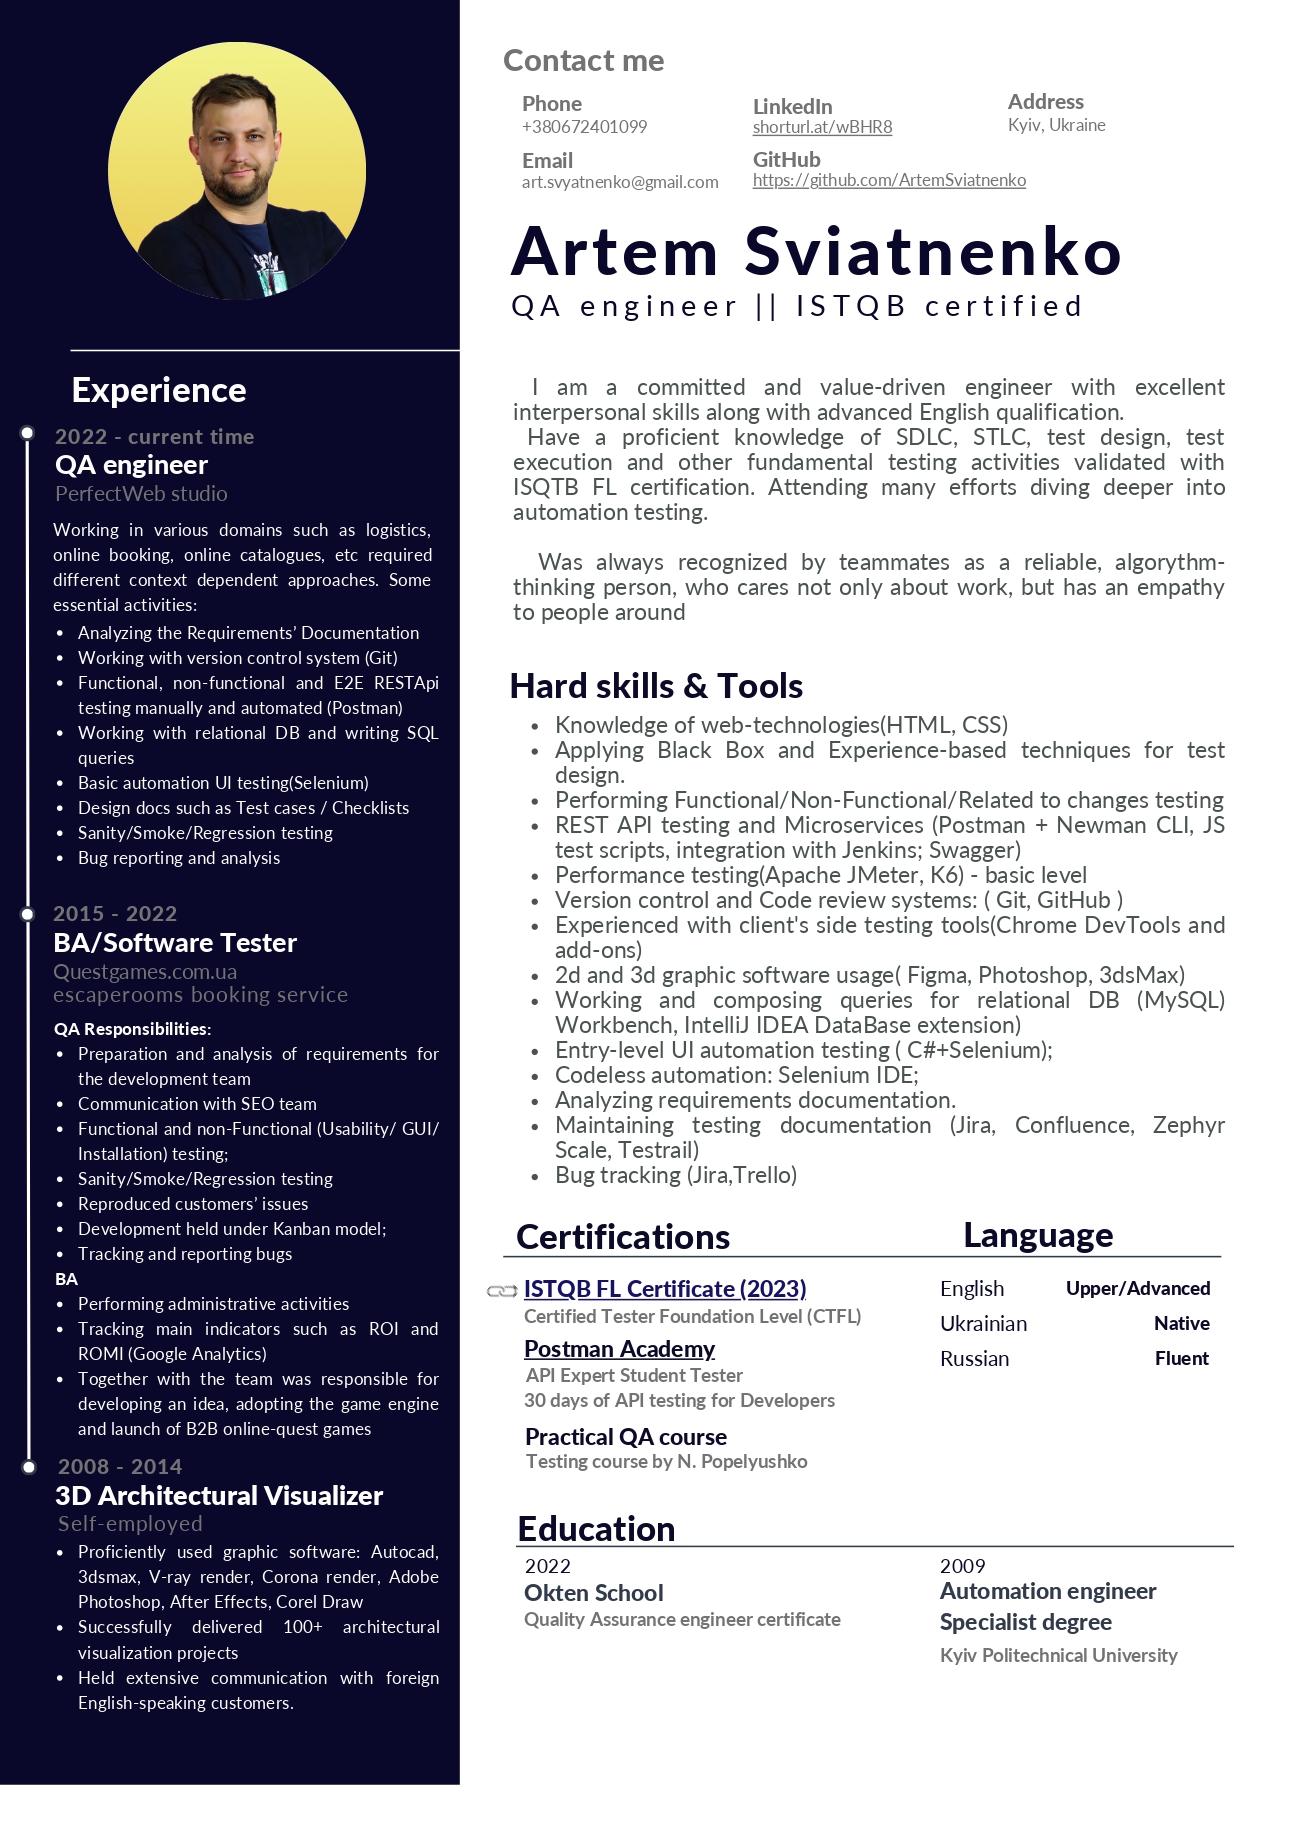 Contact me
Phone
+380672401099
LinkedIn
shorturl.at/wBHR8
Address
Kyiv, Ukraine
Email
art.svyatnenko@gmail.com
GitHub
https://github.com/ArtemSviatnenko
Artem Sviatnenko
QA engineer || ISTQB certified
I am a committed and value-driven engineer with excellent
interpersonal skills along with advanced English qualification.
Have a proficient knowledge of SDLC, STLC, test design, test
execution and other fundamental testing activities validated with
ISQTB FL certification. Attending many efforts diving deeper into
automation testing.
Was always recognized by teammates as a reliable, algorythm-
thinking person, who cares not only about work, but has an empathy
to people around
Experience
2022 - current time
QA engineer
PerfectWeb studio
Working in various domains such as logistics,
online booking, online catalogues, etc required
different context dependent approaches. Some
essential activities:
• Analyzing the Requirements’ Documentation
• Working with version control system (Git)
• Functional, non-functional and E2E RESTApi
testing manually and automated (Postman)
• Working with relational DB and writing SQL
queries
• Basic automation UI testing(Selenium)
• Design docs such as Test cases / Checklists
• Sanity/Smoke/Regression testing
• Bug reporting and analysis
2015 - 2022
BA/Software Tester
Questgames.com.ua
escaperooms booking service
QA Responsibilities:
• Preparation and analysis of requirements for
the development team
• Communication with SEO team
• Functional and non-Functional (Usability/ GUI/
Installation) testing;
• Sanity/Smoke/Regression testing
• Reproduced customers’ issues
• Development held under Kanban model;
• Tracking and reporting bugs
BA
• Performing administrative activities
• Tracking main indicators such as ROI and
ROMI (Google Analytics)
• Together with the team was responsible for
developing an idea, adopting the game engine
and launch of B2B online-quest games
2008 - 2014
3D Architectural Visualizer
Self-employed
• Proficiently used graphic software: Autocad,
3dsmax, V-ray render, Corona render, Adobe
Photoshop, After Effects, Corel Draw
• Successfully delivered 100+ architectural
visualization projects
• Held extensive communication with foreign
English-speaking customers.
Hard skills & Tools
• Knowledge of web-technologies(HTML, CSS)
• Applying Black Box and Experience-based techniques for test
design.
• Performing Functional/Non-Functional/Related to changes testing
• REST API testing and Microservices (Postman + Newman CLI, JS
test scripts, integration with Jenkins; Swagger)
• Performance testing(Apache JMeter, K6) - basic level
• Version control and Code review systems: ( Git, GitHub )
• Experienced with client's side testing tools(Chrome DevTools and
add-ons)
• 2d and 3d graphic software usage( Figma, Photoshop, 3dsMax)
• Working and composing queries for relational DB (MySQL)
Workbench, IntelliJ IDEA DataBase extension)
• Entry-level UI automation testing ( C#+Selenium);
• Codeless automation: Selenium IDE;
• Analyzing requirements documentation.
• Maintaining testing documentation (Jira, Confluence, Zephyr
Scale, Testrail)
• Bug tracking (Jira,Trello)
Certifications
ISTQB FL Certificate (2023)
Certified Tester Foundation Level (CTFL)
Postman Academy
API Expert Student Tester
30 days of API testing for Developers
Practical QA course
Testing course by N. Popelyushko
Language
English Upper/Advanced
Ukrainian Native
Russian Fluent
Education
2022
Okten School
Quality Assurance engineer certificate
2009
Automation engineer
Specialist degree
Kyiv Politechnical University